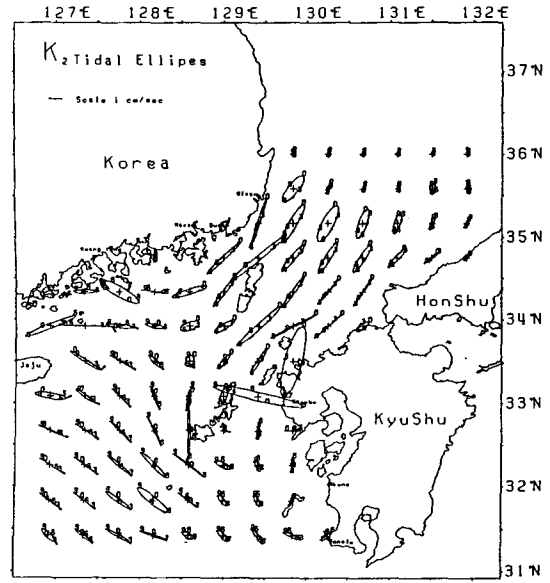 127°E 128°E 129°E 130°E 131°E 132°E
K₂ Tidal Ellipes
37°N
Scale 1 cm/sec
Korea
36°N
35°N
HonShu
34°N
Jeju
33°N
KyuShu
32°N
31°N